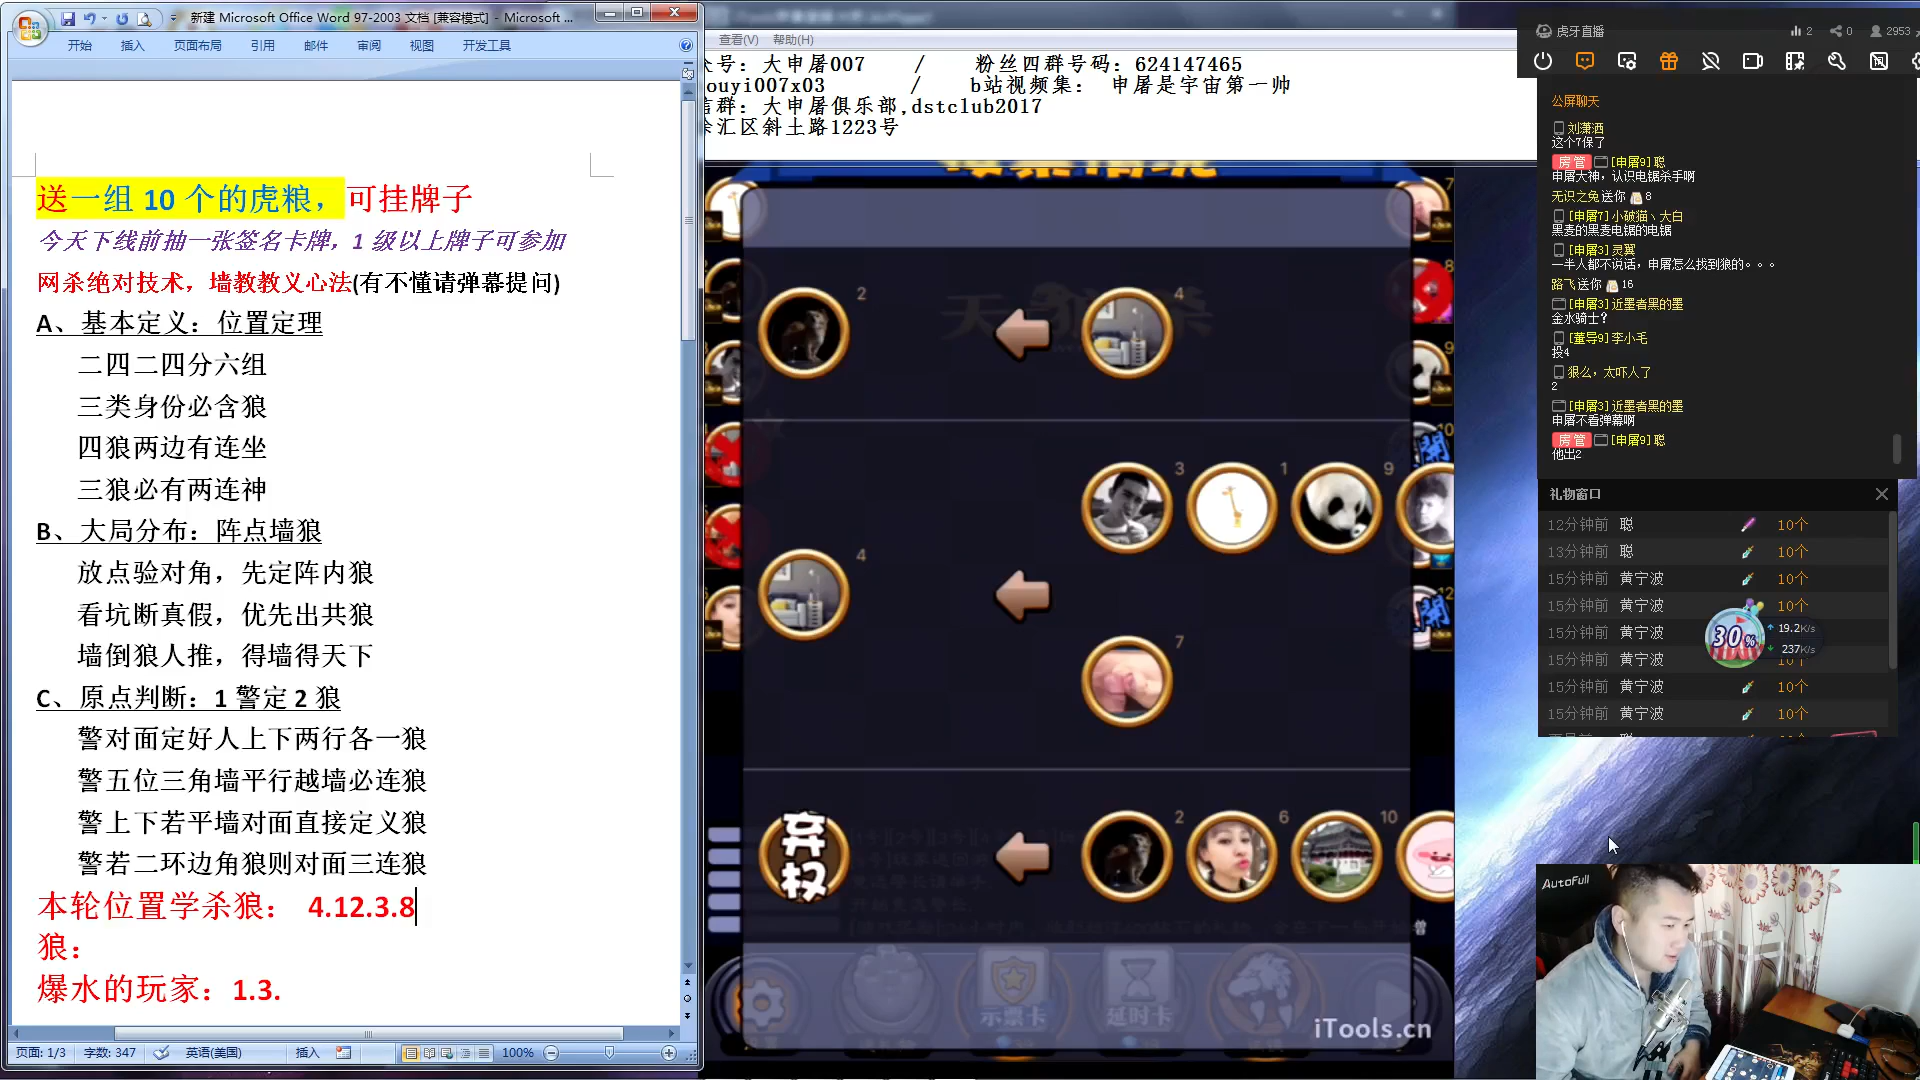 新建 Microsoft Office Word 97-2003 文档 [兼容模式] - Microsoft ...
开始 插入 页面布局 引用 邮件 审阅 视图 开发工具
送一组 10 个的虎粮，可挂牌子
今天下线前抽一张签名卡牌，1 级以上牌子可参加
网杀绝对技术，墙教教义心法(有不懂请弹幕提问)
A、基本定义：位置定理
二四二四分六组
三类身份必含狼
四狼两边有连坐
三狼必有两连神
B、大局分布：阵点墙狼
放点验对角，先定阵内狼
看坑断真假，优先出共狼
墙倒狼人推，得墙得天下
C、原点判断：1 警定 2 狼
警对面定好人上下两行各一狼
警五位三角墙平行越墙必连狼
警上下若平墙对面直接定义狼
警若二环边角狼则对面三连狼
本轮位置学杀狼： 4.12.3.8
狼：
爆水的玩家：1.3.
页面: 1/3 字数: 347 英语(美国) 插入 100%
查看(V) 帮助(H)
号：大申屠007 / 粉丝四群号码：624147465
ouyi007x03 / b站视频集： 申屠是宇宙第一帅
群：大申屠俱乐部,dstclub2017
汇区斜土路1223号
2 4
3 1 9
4
7
弃权
2 6 10
示票卡 延时卡
iTools.cn
7
8
9
10
12
虎牙直播 2 0 2953
公屏聊天
刘潇洒
这个7保了
房管 [申屠9] 聪
申屠大神，认识电锯杀手啊
无识之兔 送你 8
[申屠7] 小破猫丶大白
黑麦的黑麦电锯的电锯
[申屠3] 灵翼
一半人都不说话，申屠怎么找到狼的。。。
路飞 送你 16
[申屠3] 近墨者黑的墨
金水骑士？
[董导9] 李小毛
投4
狠么，太吓人了
2
[申屠3] 近墨者黑的墨
申屠不看弹幕啊
房管 [申屠9] 聪
他出2
礼物窗口
12分钟前 聪 10个
13分钟前 聪 10个
15分钟前 黄宁波 10个
15分钟前 黄宁波 10个
15分钟前 黄宁波
15分钟前 黄宁波 10个
15分钟前 黄宁波 10个
15分钟前 黄宁波 10个
30%
19.2K/s
237K/s
AutoFull